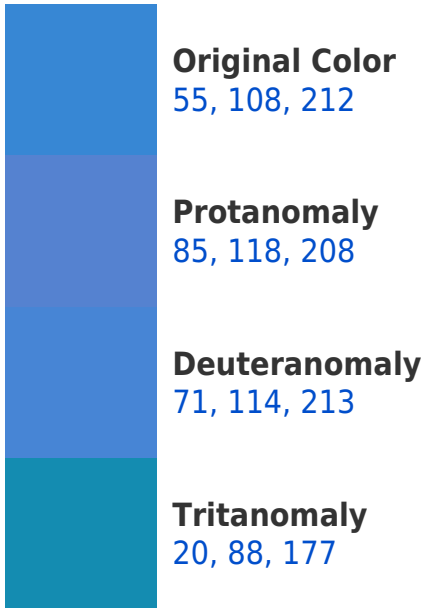 Original Color
55, 108, 212
Protanomaly
85, 118, 208
Deuteranomaly
71, 114, 213
Tritanomaly
20, 88, 177